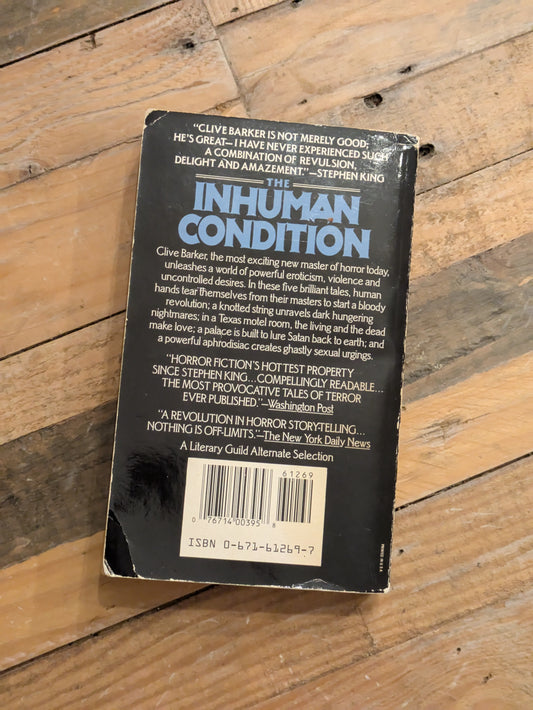 "CLIVE BARKER IS NOT MERELY GOOD;
HE'S GREAT—I HAVE NEVER EXPERIENCED SUCH
A COMBINATION OF REVULSION,
DELIGHT AND AMAZEMENT."—STEPHEN KING
THE
INHUMAN
CONDITION
Clive Barker, the most exciting new master of horror today,
unleashes a world of powerful eroticism, violence and
uncontrolled desires. In these five brilliant tales, human
hands tear themselves from their masters to start a bloody
revolution; a knotted string unravels dark hungering
nightmares; in a Texas motel room, the living and the dead
make love; a palace is built to lure Satan back to earth; and
a powerful aphrodisiac creates ghastly sexual urgings.
"HORROR FICTION'S HOTTEST PROPERTY
SINCE STEPHEN KING...COMPELLINGLY READABLE...
THE MOST PROVOCATIVE TALES OF TERROR
EVER PUBLISHED."—Washington Post
"A REVOLUTION IN HORROR STORY-TELLING...
NOTHING IS OFF-LIMITS."—The New York Daily News
A Literary Guild Alternate Selection
61269
0 76714 00395 8
ISBN 0-671-61269-7
PRINTED IN U.S.A.